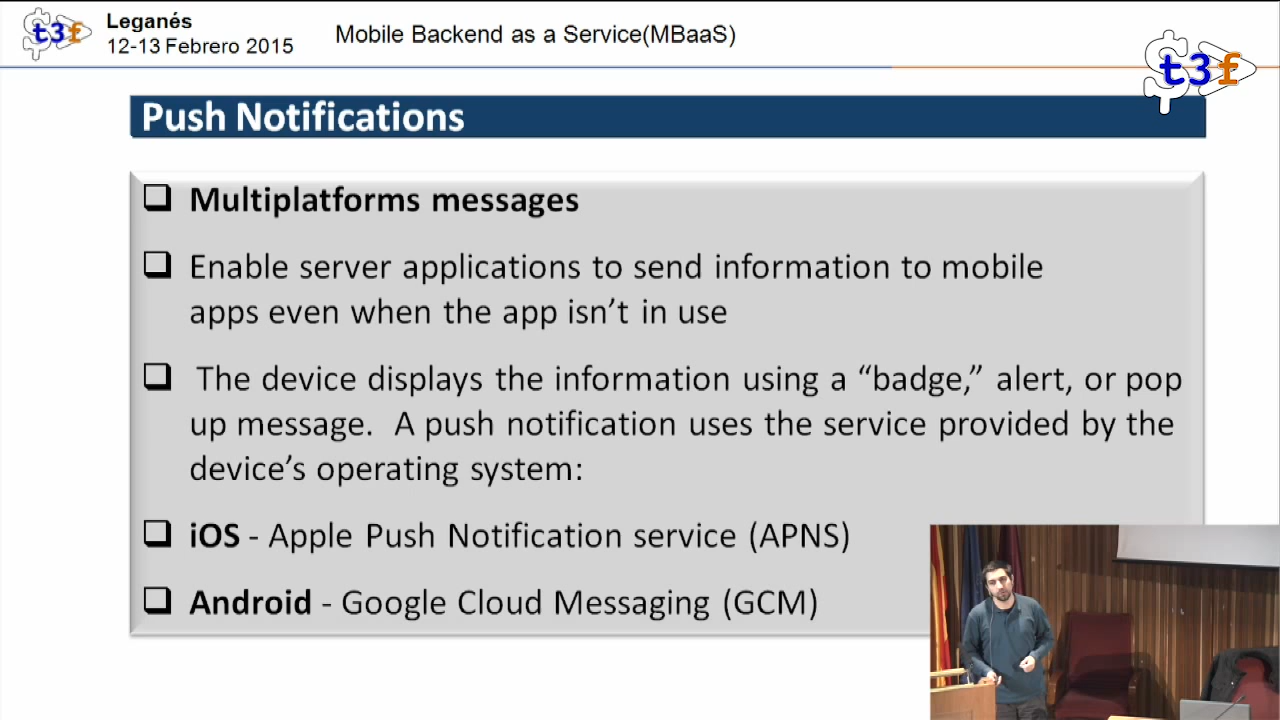 t3f
Leganés
12-13 Febrero 2015
Mobile Backend as a Service(MBaaS)
t3f
Push Notifications
Multiplatforms messages
Enable server applications to send information to mobile
apps even when the app isn’t in use
The device displays the information using a “badge,” alert, or pop
up message. A push notification uses the service provided by the
device’s operating system:
iOS - Apple Push Notification service (APNS)
Android - Google Cloud Messaging (GCM)